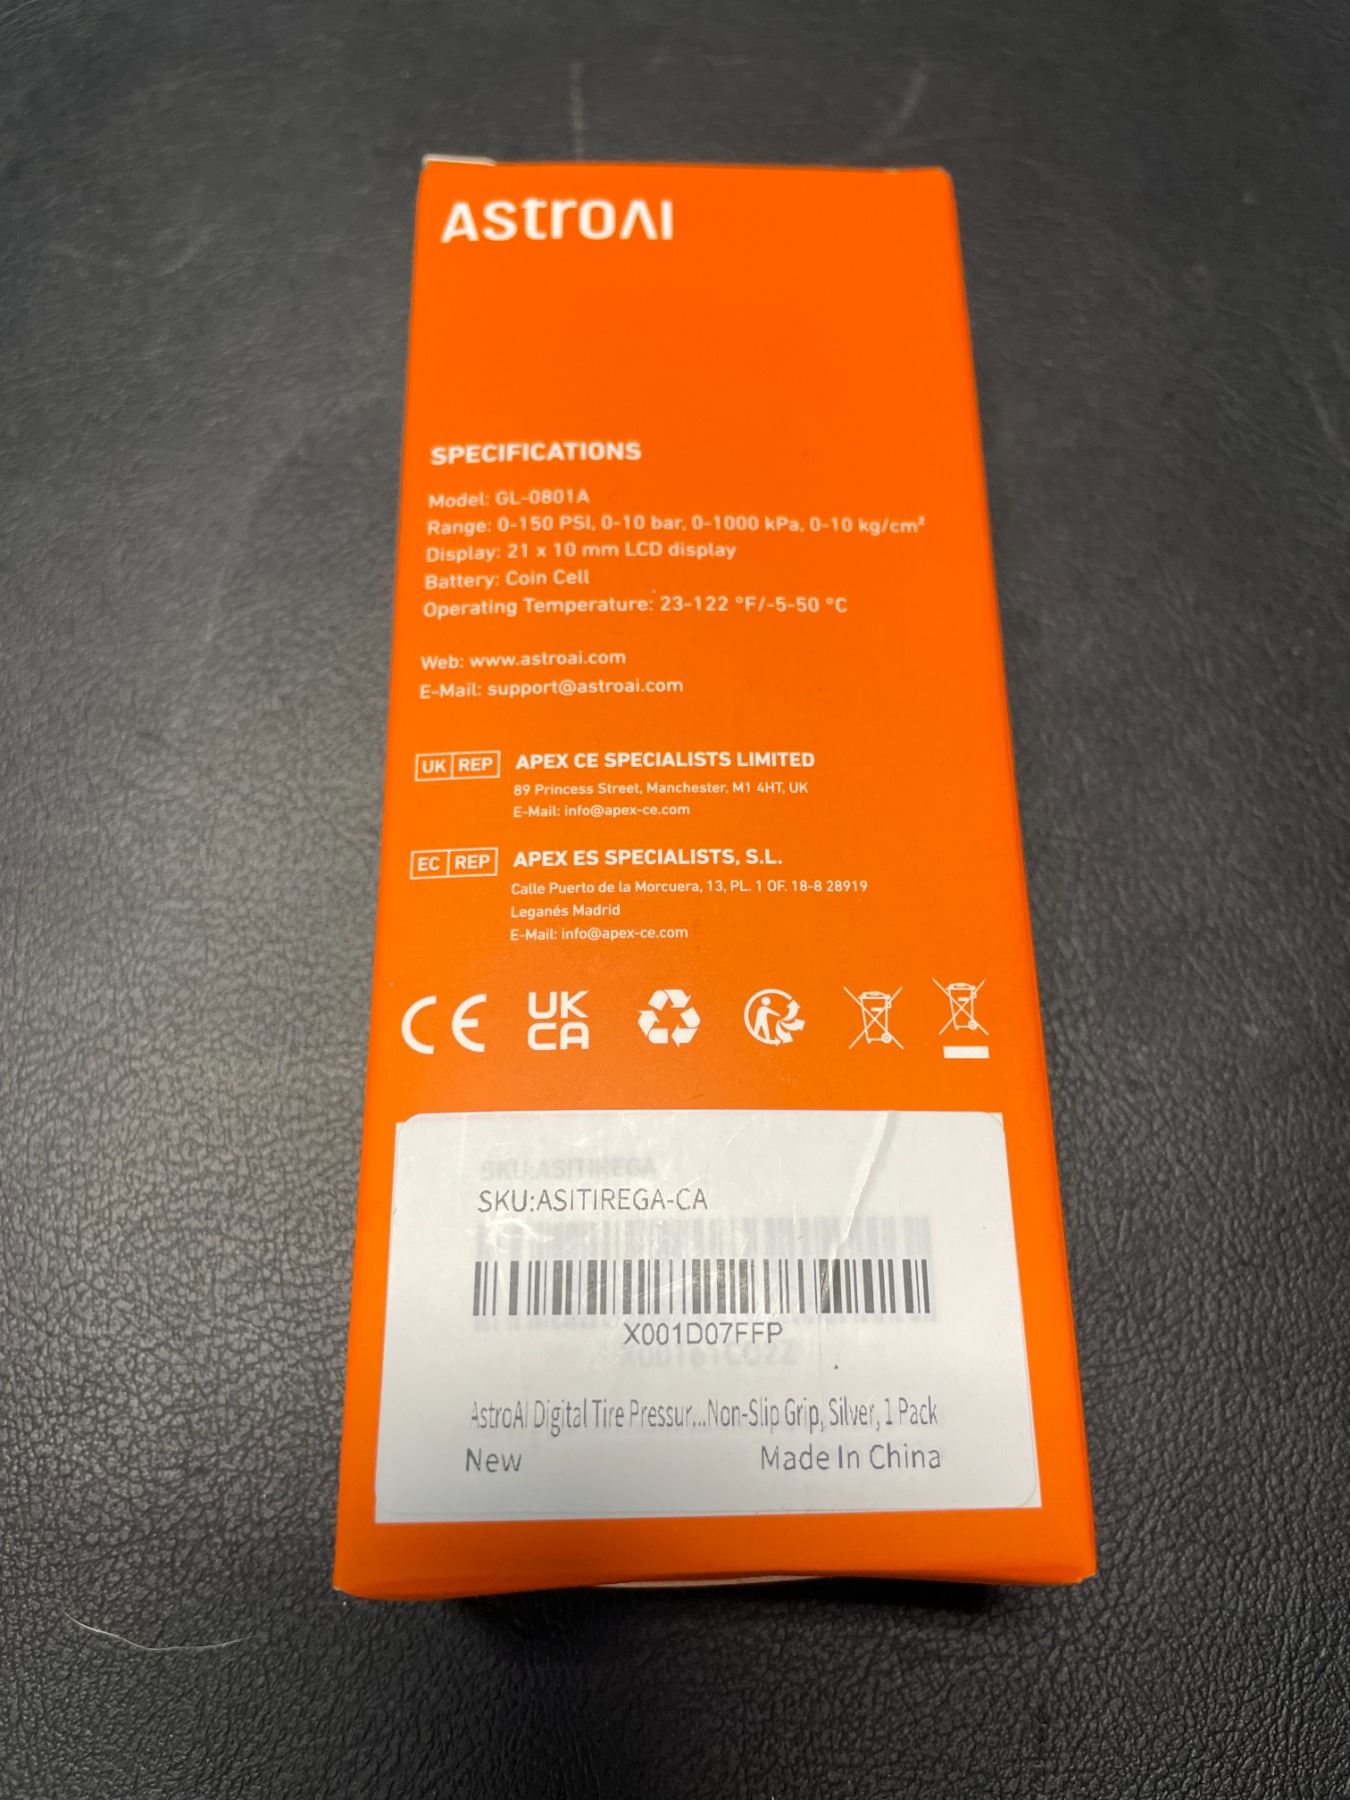 AstroAI
SPECIFICATIONS
Model: GL-0801A
Range: 0-150 PSI, 0-10 bar, 0-1000 kPa, 0-10 kg/cm²
Display: 21 x 10 mm LCD display
Battery: Coin Cell
Operating Temperature: 23-122 °F/-5-50 °C
Web: www.astroai.com
E-Mail: support@astroai.com
UK REP APEX CE SPECIALISTS LIMITED
89 Princess Street, Manchester, M1 4HT, UK
E-Mail: info@apex-ce.com
EC REP APEX ES SPECIALISTS, S.L.
Calle Puerto de la Morcuera, 13, PL. 1 OF. 18-8 28919
Leganés Madrid
E-Mail: info@apex-ce.com
CE UK
CA
SKU:ASITIREGA
SKU:ASITIREGA-CA
X001D07FFP
AstroAI Digital Tire Pressur...Non-Slip Grip, Silver, 1 Pack
New Made In China